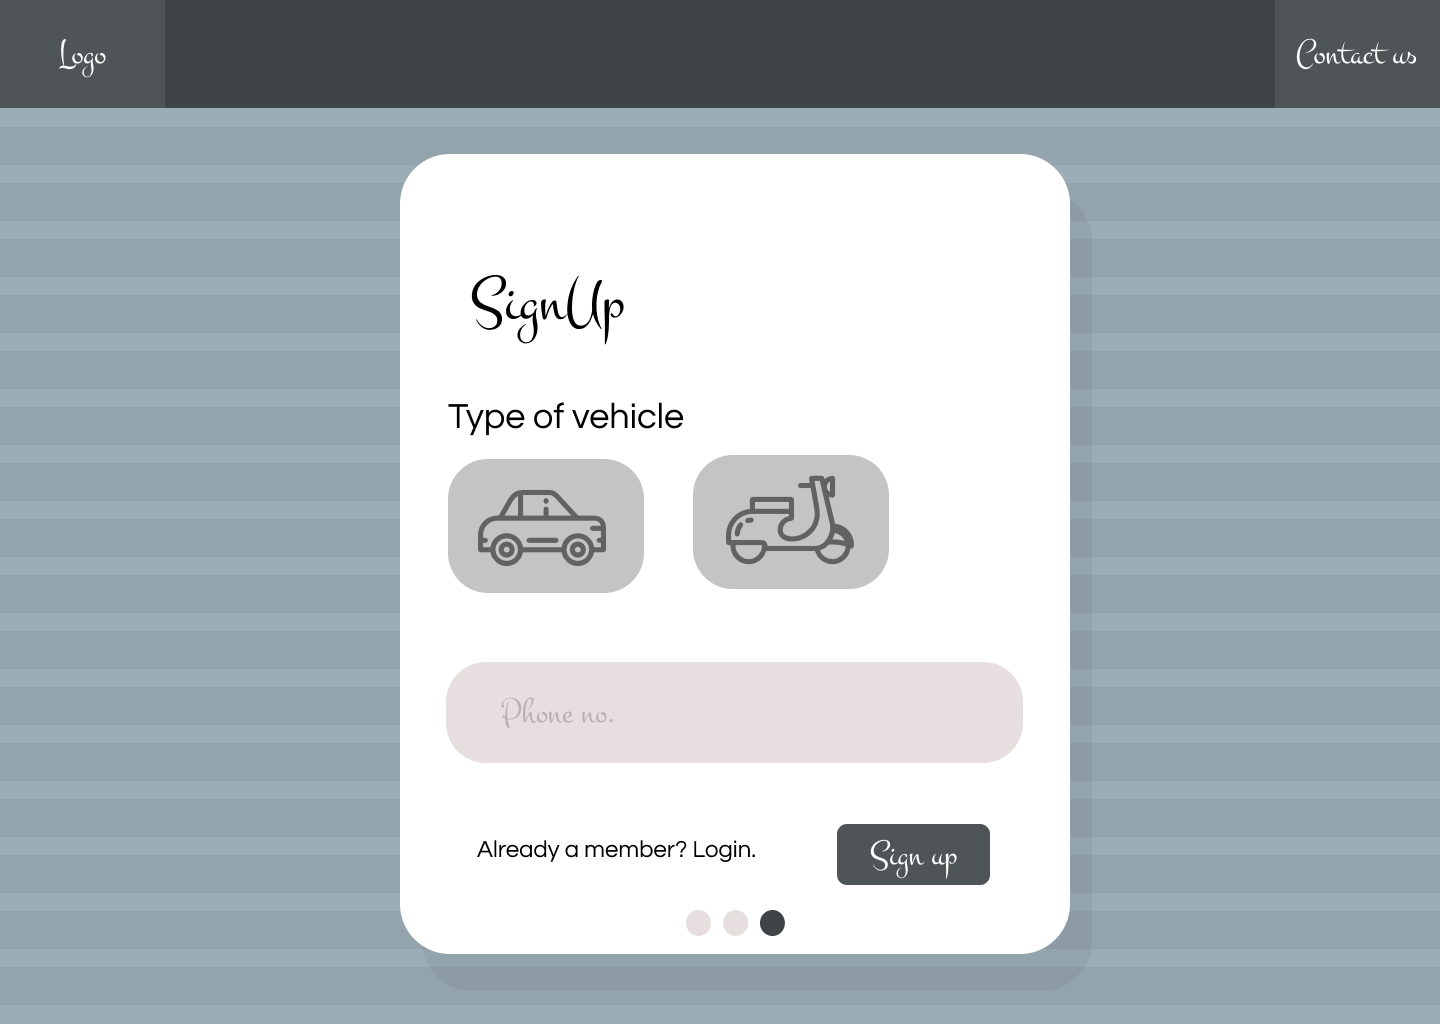 Logo
Contact us
SignUp
Type of vehicle
Phone no.
Already a member? Login.
Sign up